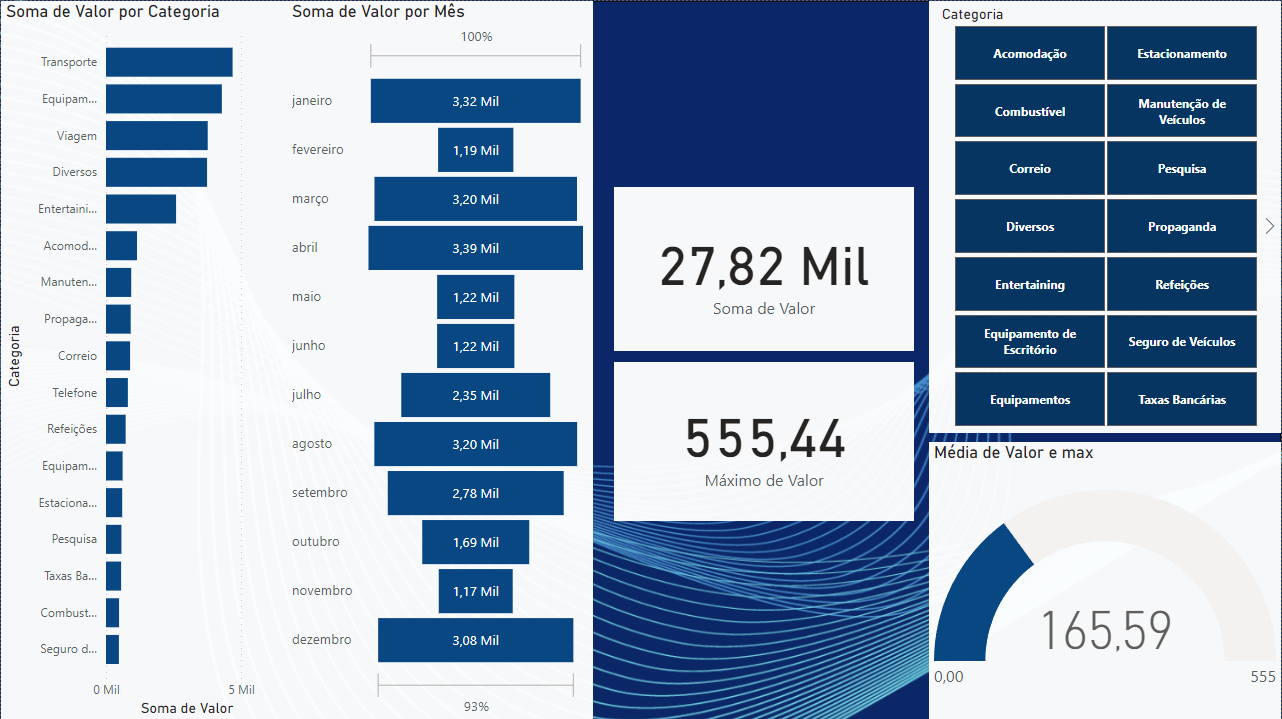 Soma de Valor por Categoria
Categoria
Transporte
Equipam...
Viagem
Diversos
Entertaini...
Acomod...
Manuten...
Propaga...
Correio
Telefone
Refeições
Equipam...
Estaciona...
Pesquisa
Taxas Ba...
Combust...
Seguro d...
0 Mil
5 Mil
Soma de Valor
Soma de Valor por Mês
100%
janeiro
3,32 Mil
fevereiro
1,19 Mil
março
3,20 Mil
abril
3,39 Mil
maio
1,22 Mil
junho
1,22 Mil
julho
2,35 Mil
agosto
3,20 Mil
setembro
2,78 Mil
outubro
1,69 Mil
novembro
1,17 Mil
dezembro
3,08 Mil
93%
27,82 Mil
Soma de Valor
555,44
Máximo de Valor
Categoria
Acomodação
Estacionamento
Combustível
Manutenção de
Veículos
Correio
Pesquisa
Diversos
Propaganda
Entertaining
Refeições
Equipamento de
Escritório
Seguro de Veículos
Equipamentos
Taxas Bancárias
Média de Valor e max
165,59
0,00
555